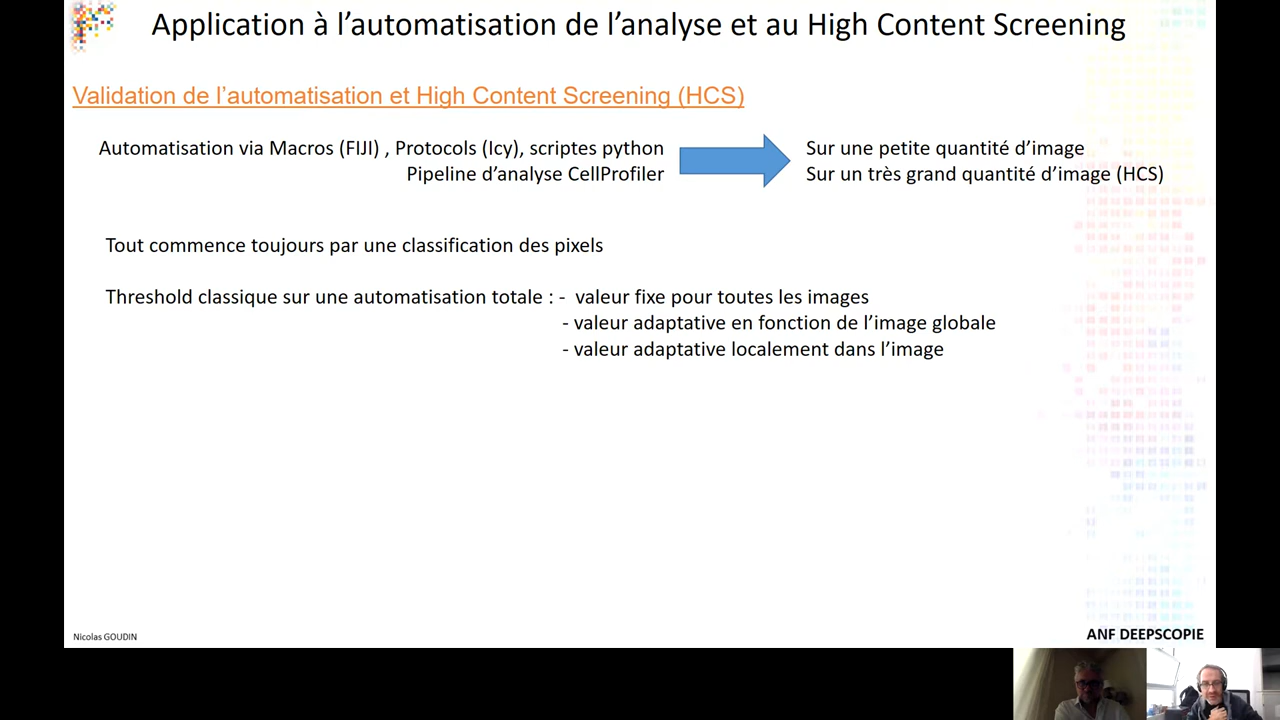 Application à l'automatisation de l'analyse et au High Content Screening
Validation de l'automatisation et High Content Screening (HCS)
Automatisation via Macros (FIJI) , Protocols (Icy), scriptes python
Pipeline d'analyse CellProfiler
Sur une petite quantité d'image
Sur un très grand quantité d'image (HCS)
Tout commence toujours par une classification des pixels
Threshold classique sur une automatisation totale : - valeur fixe pour toutes les images
- valeur adaptative en fonction de l'image globale
- valeur adaptative localement dans l'image
Nicolas GOUDIN
ANF DEEPSCOPIE